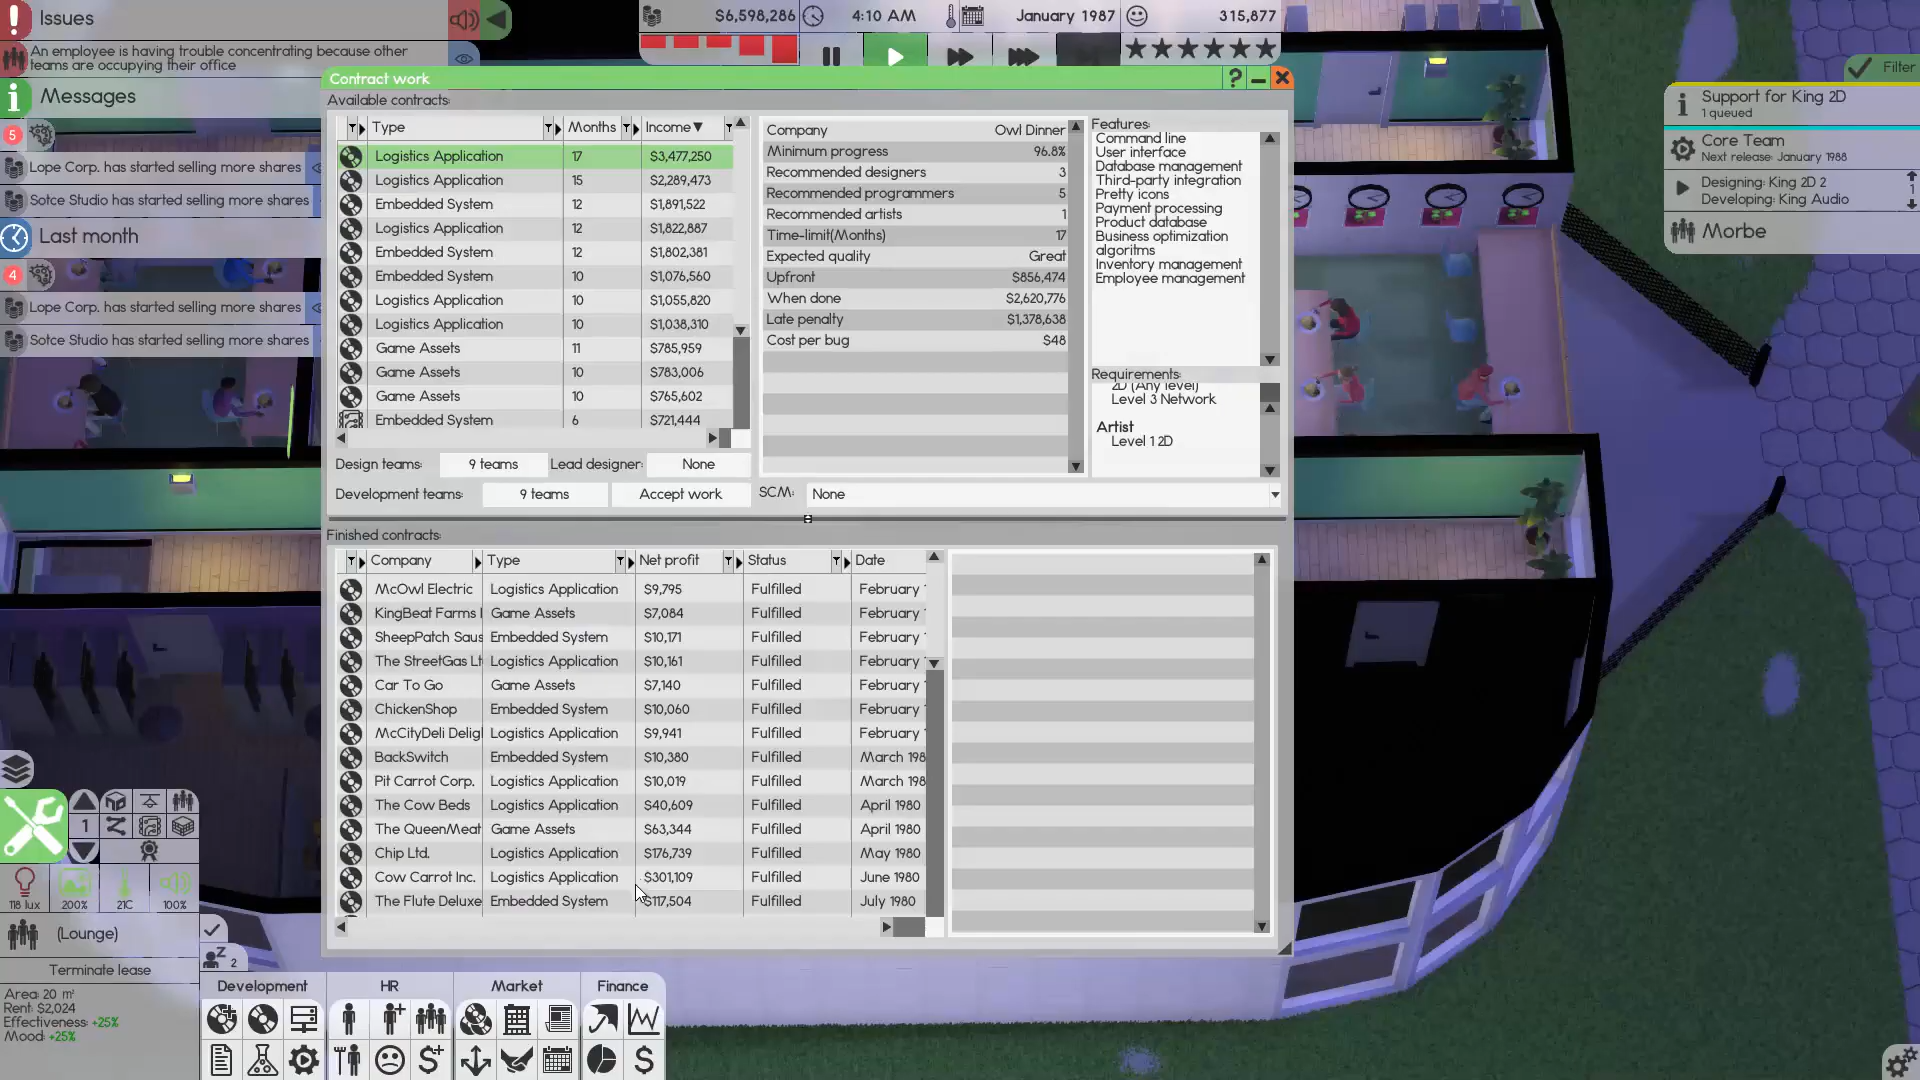 Issues
An employee is having trouble concentrating because other
teams are occupying their office
Messages
5
Lope Corp. has started selling more shares
Sotce Studio has started selling more shares
Last month
4
Lope Corp. has started selling more shares
Sotce Studio has started selling more shares
$6,598,286
4:10 AM
January 1987
315,877
Contract work
?
Available contracts:
Type Months Income▼
Logistics Application 17 $3,477,250
Logistics Application 15 $2,289,473
Embedded System 12 $1,891,522
Logistics Application 12 $1,822,887
Embedded System 12 $1,802,381
Embedded System 10 $1,076,560
Logistics Application 10 $1,055,820
Logistics Application 10 $1,038,310
Game Assets 11 $785,959
Game Assets 10 $783,006
Game Assets 10 $765,602
Embedded System 6 $721,444
Company Owl Dinner
Minimum progress 96.8%
Recommended designers 3
Recommended programmers 5
Recommended artists 1
Time-limit(Months) 17
Expected quality Great
Upfront $856,474
When done $2,620,776
Late penalty $1,378,638
Cost per bug $48
Features:
Command line
User interface
Database management
Third-party integration
Pretty icons
Payment processing
Product database
Business optimization
algoritms
Inventory management
Employee management
Requirements:
2D (Any level)
Level 3 Network
Artist
Level 1 2D
Design teams: 9 teams Lead designer: None
Development teams: 9 teams Accept work SCM: None
Finished contracts:
Company Type Net profit Status Date
McOwl Electric Logistics Application $9,795 Fulfilled February
KingBeat Farms Game Assets $7,084 Fulfilled February
SheepPatch Saus Embedded System $10,171 Fulfilled February
The StreetGas Lt Logistics Application $10,161 Fulfilled February
Car To Go Game Assets $7,140 Fulfilled February
ChickenShop Embedded System $10,060 Fulfilled February
McCityDeli Delig Logistics Application $9,941 Fulfilled February
BackSwitch Embedded System $10,380 Fulfilled March 198
Pit Carrot Corp. Logistics Application $10,019 Fulfilled March 198
The Cow Beds Logistics Application $40,609 Fulfilled April 1980
The QueenMeat Game Assets $63,344 Fulfilled April 1980
Chip Ltd. Logistics Application $176,739 Fulfilled May 1980
Cow Carrot Inc. Logistics Application $301,109 Fulfilled June 1980
The Flute Deluxe Embedded System $117,504 Fulfilled July 1980
Filter
Support for King 2D
1 queued
Core Team
Next release: January 1988
Designing: King 2D 2
Developing: King Audio
1
Morbe
1
118 lux 200% 21C 100%
(Lounge)
Z 2
Terminate lease
Area: 20 m²
Rent: $2,024
Effectiveness: +25%
Mood: +25%
Development HR Market Finance